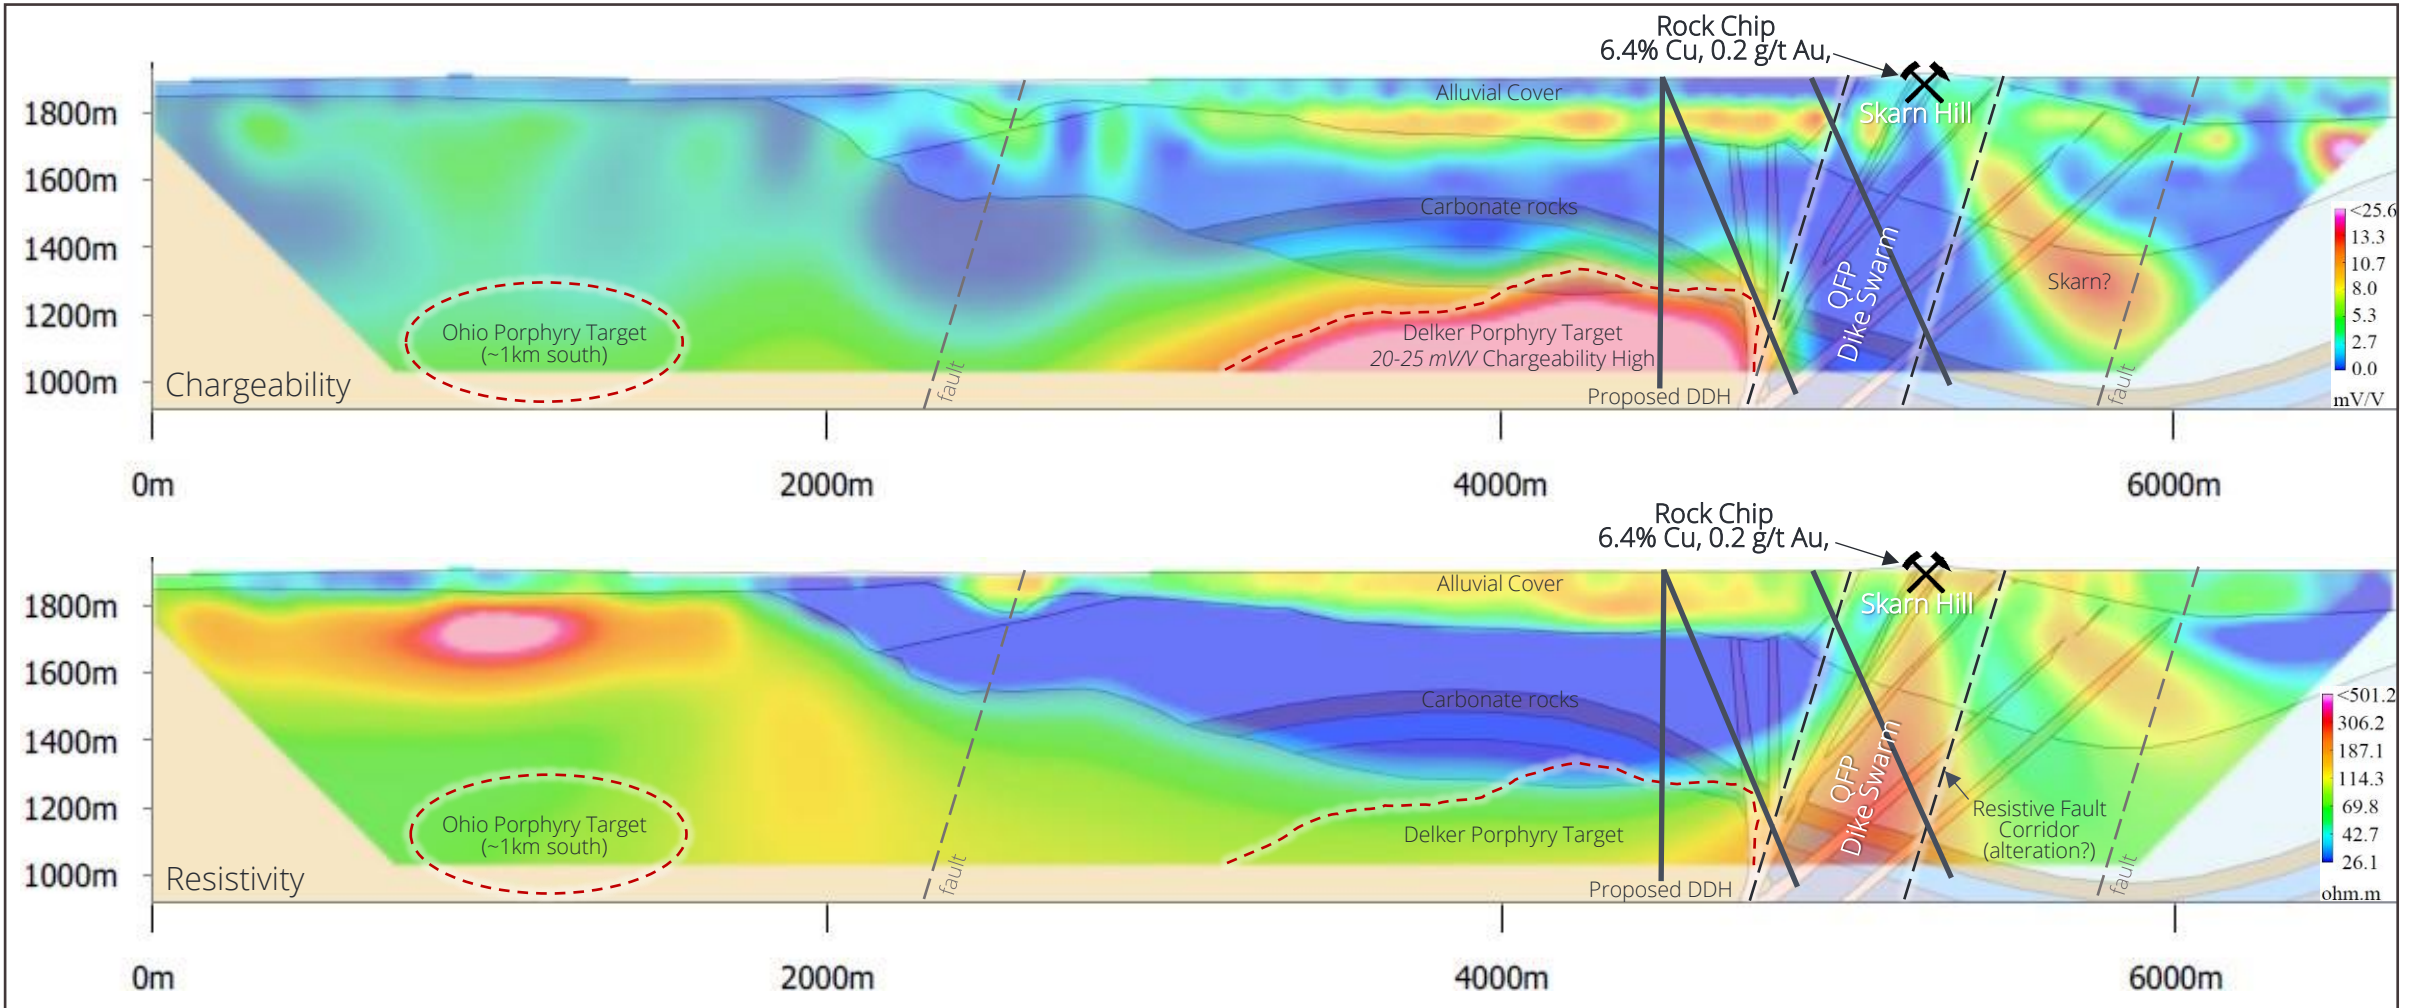 Rock Chip
6.4% Cu, 0.2 g/t Au,
Alluvial Cover
Skarn Hill
1800m
1600m
1400m
1200m
1000m
Carbonate rocks
QFP
Dike Swarm
Skarn?
Ohio Porphyry Target
(~1km south)
Delker Porphyry Target
20-25 mV/V Chargeability High
Chargeability
fault
Proposed DDH
fault
<25.6
13.3
10.7
8.0
5.3
2.7
0.0
mV/V
0m
2000m
4000m
6000m
Rock Chip
6.4% Cu, 0.2 g/t Au,
Alluvial Cover
Skarn Hill
1800m
1600m
1400m
1200m
1000m
Carbonate rocks
QFP
Dike Swarm
Resistive Fault
Corridor
(alteration?)
Ohio Porphyry Target
(~1km south)
Delker Porphyry Target
Resistivity
fault
Proposed DDH
fault
<501.2
306.2
187.1
114.3
69.8
42.7
26.1
ohm.m
0m
2000m
4000m
6000m